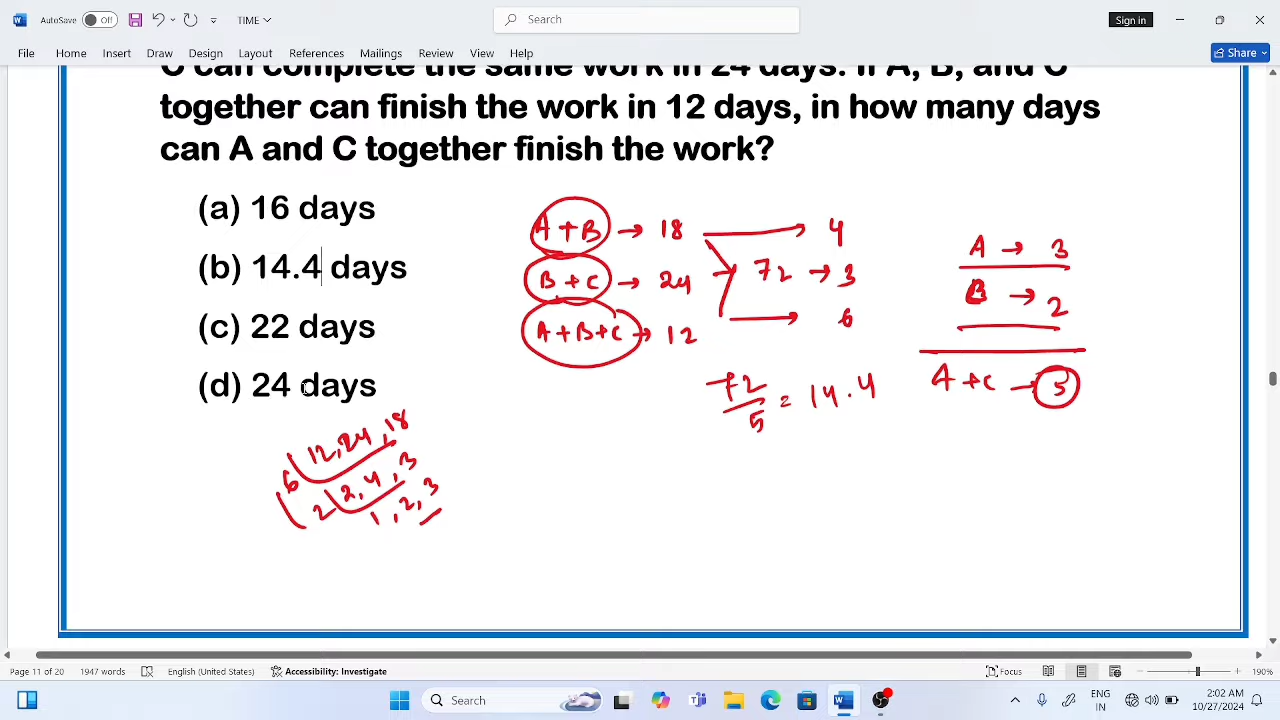 AutoSave Off TIME Search Sign in
File Home Insert Draw Design Layout References Mailings Review View Help Share
C can complete the same work in 24 days. If A, B, and C
together can finish the work in 12 days, in how many days
can A and C together finish the work?
(a) 16 days
(b) 14.4 days
(c) 22 days
(d) 24 days
A + B → 18 → 4
B + C → 24 → 72 → 3
A + B + C → 12 → 6
A → 3
B → 2
A + C → 5
72/5 = 14.4
6 12, 24, 18
2 2, 4, 3
1, 2, 3
Page 11 of 20 1947 words English (United States) Accessibility: Investigate Focus 190%
Search ENG IN 2:02 AM 10/27/2024